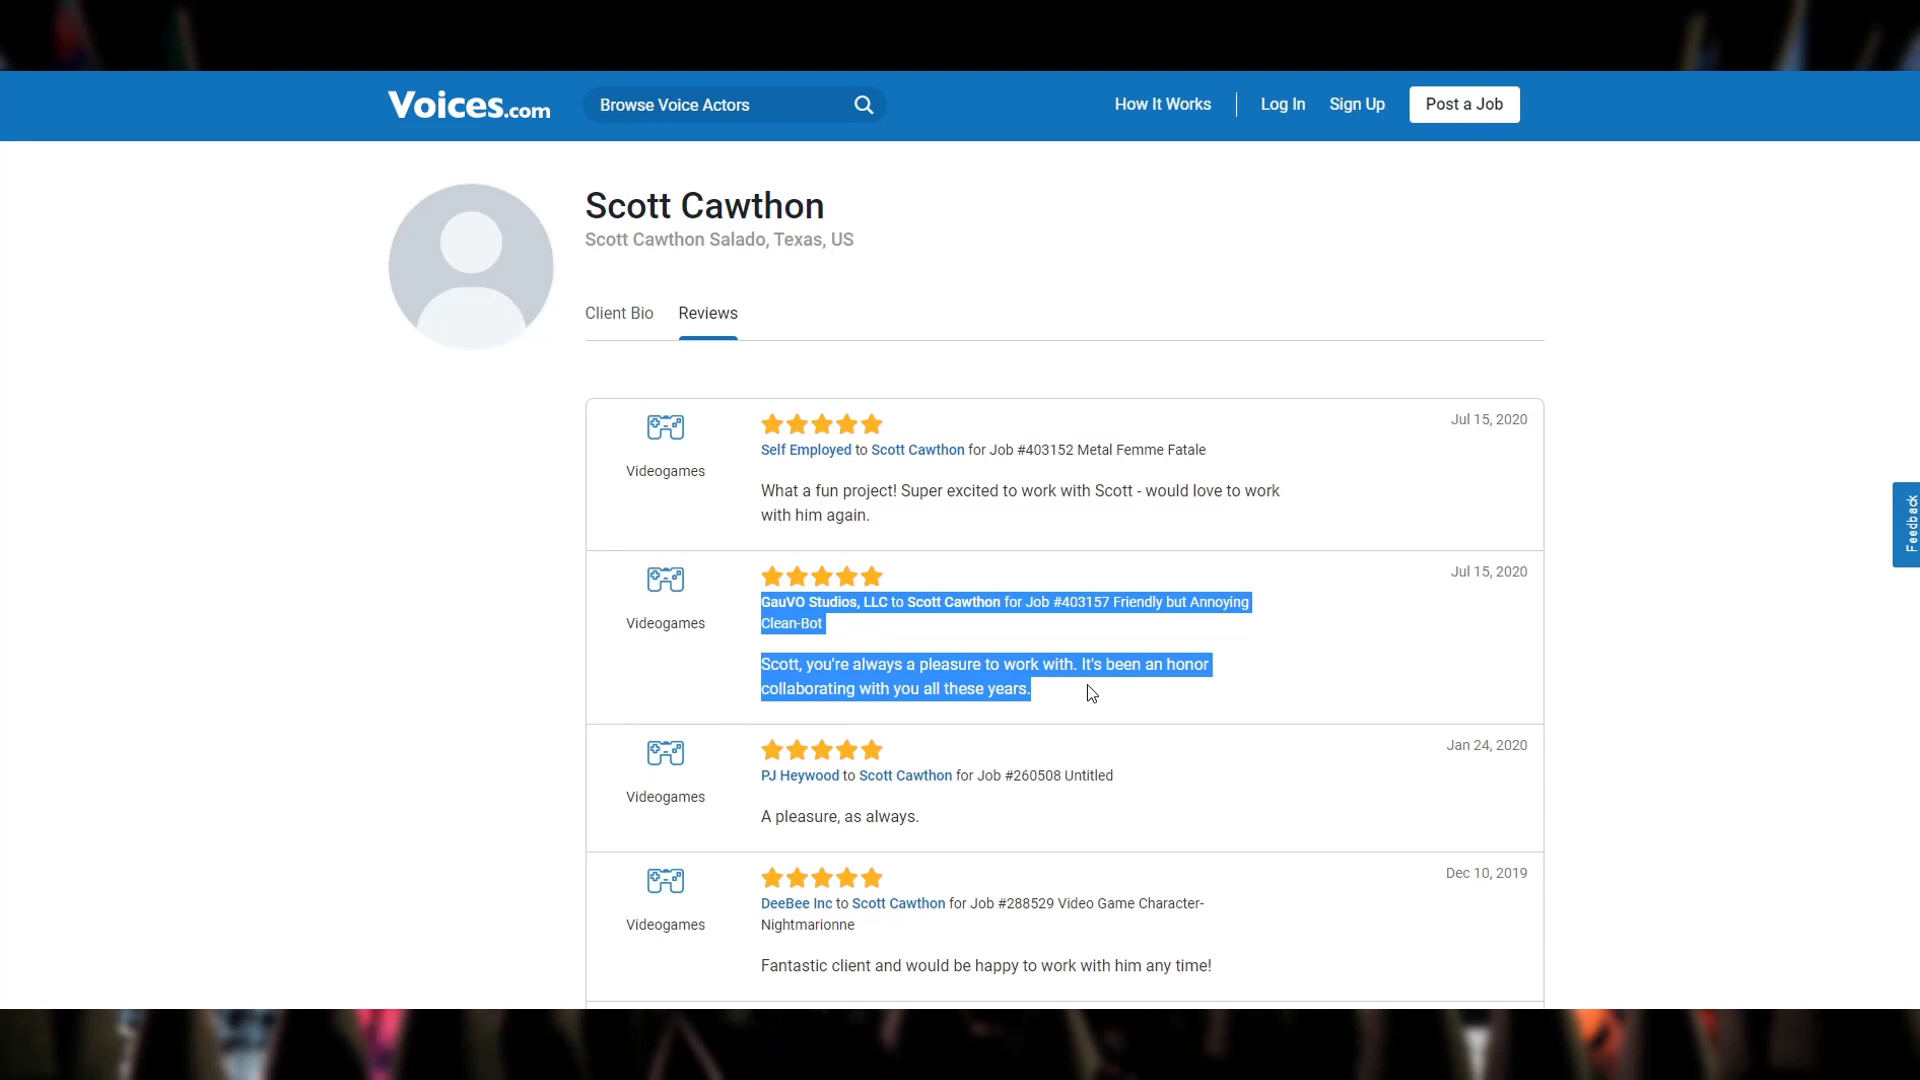 Voices.com
Browse Voice Actors
How It Works
Log In
Sign Up
Post a Job
Scott Cawthon
Scott Cawthon Salado, Texas, US
Client Bio
Reviews
Videogames
Jul 15, 2020
Self Employed to Scott Cawthon for Job #403152 Metal Femme Fatale
What a fun project! Super excited to work with Scott - would love to work
with him again.
Videogames
Jul 15, 2020
GauVO Studios, LLC to Scott Cawthon for Job #403157 Friendly but Annoying
Clean-Bot
Scott, you're always a pleasure to work with. It's been an honor
collaborating with you all these years.
Videogames
Jan 24, 2020
PJ Heywood to Scott Cawthon for Job #260508 Untitled
A pleasure, as always.
Videogames
Dec 10, 2019
DeeBee Inc to Scott Cawthon for Job #288529 Video Game Character-
Nightmarionne
Fantastic client and would be happy to work with him any time!
Feedback